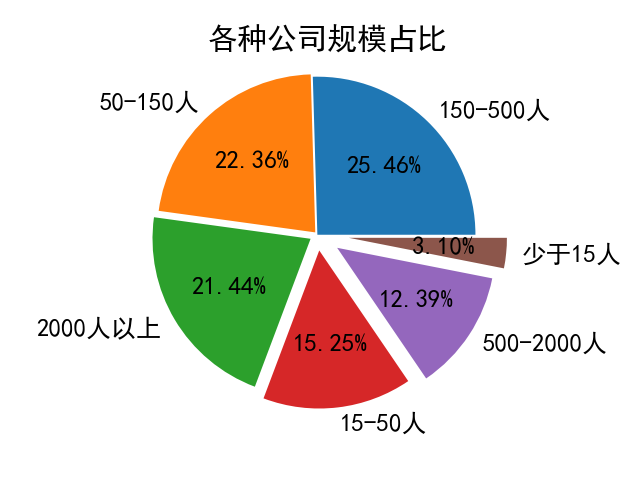 各种公司规模占比
50-150人
150-500人
22.36%
25.46%
3.10%
少于15人
21.44%
12.39%
2000人以上
15.25%
500-2000人
15-50人